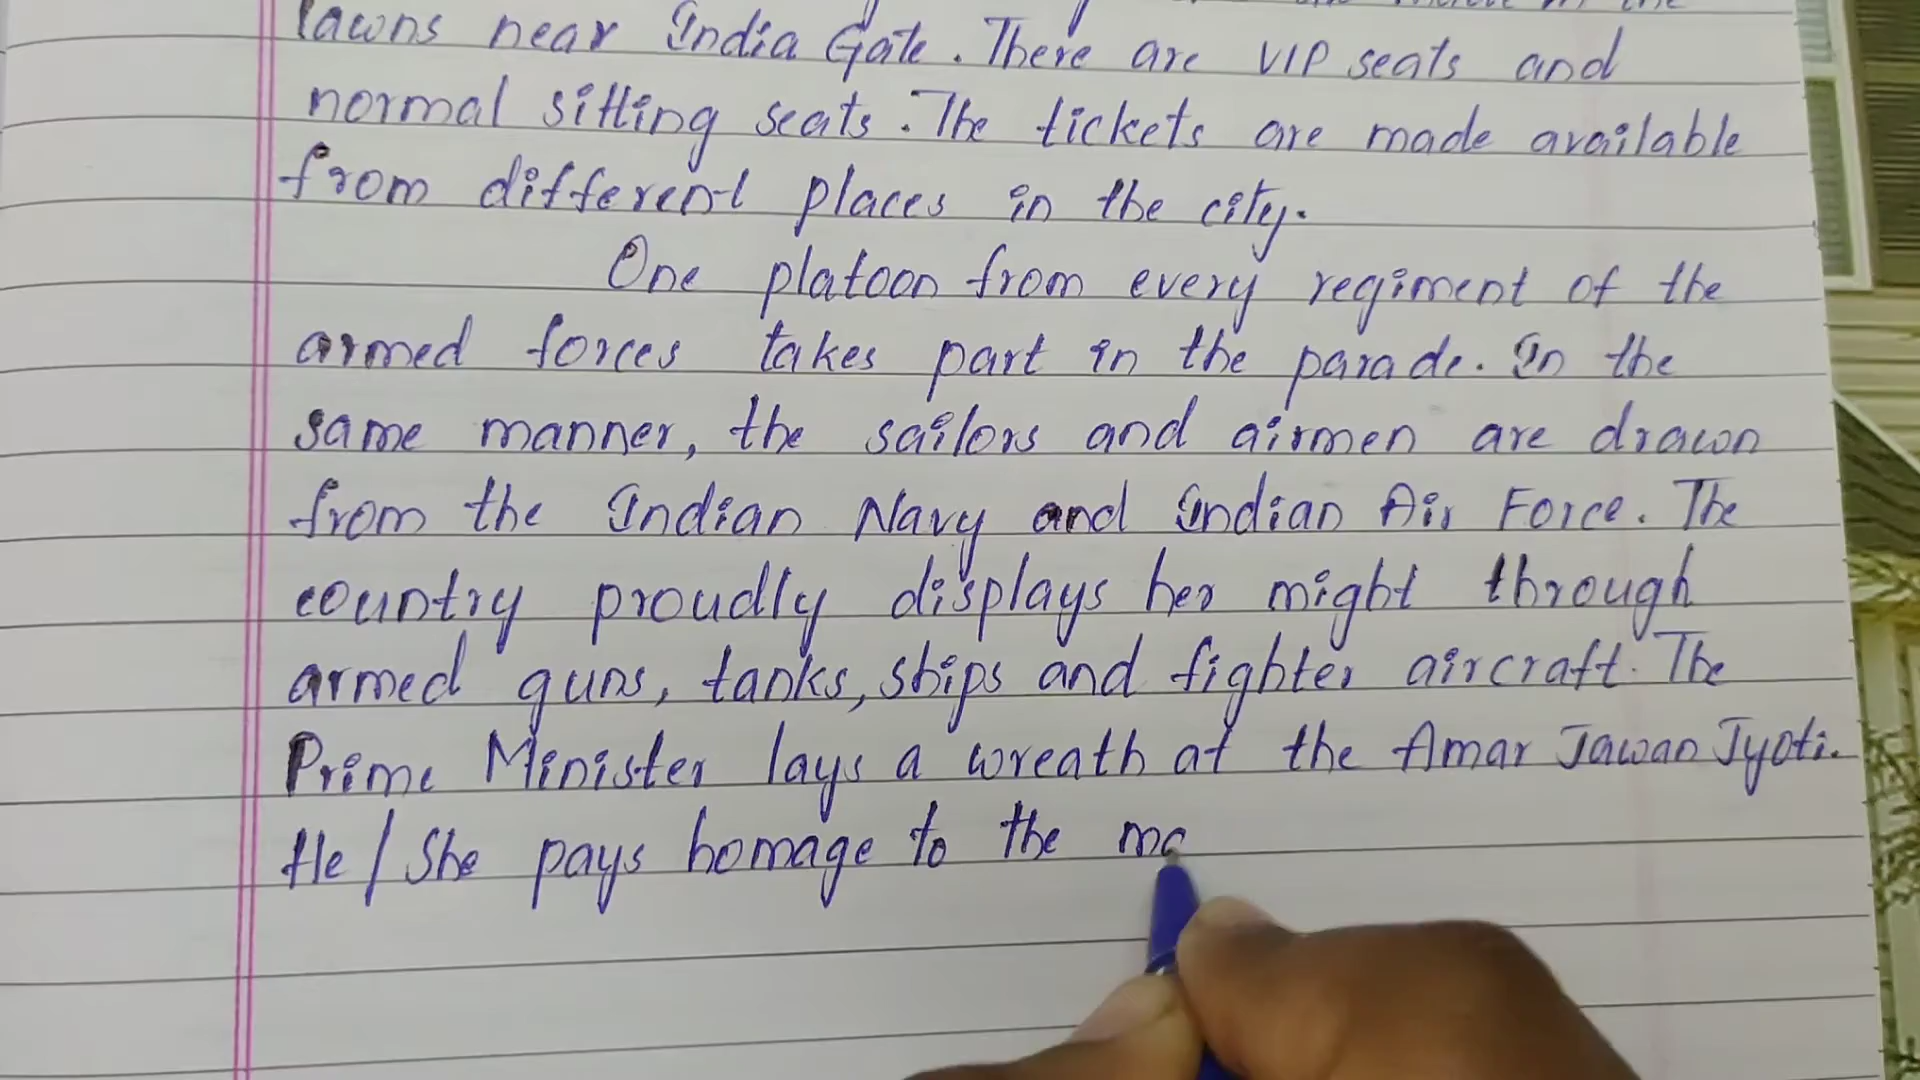 in the
lawns near India Gate. There are VIP seats and
normal sitting seats. The tickets are made available
from different places in the city.
One platoon from every regiment of the
armed forces takes part in the parade. In the
same manner, the sailors and airmen are drawn
from the Indian Navy and Indian Air Force. The
country proudly displays her might through
armed guns, tanks, ships and fighter aircraft. The
Prime Minister lays a wreath at the Amar Jawan Jyoti.
He / She pays homage to the ma